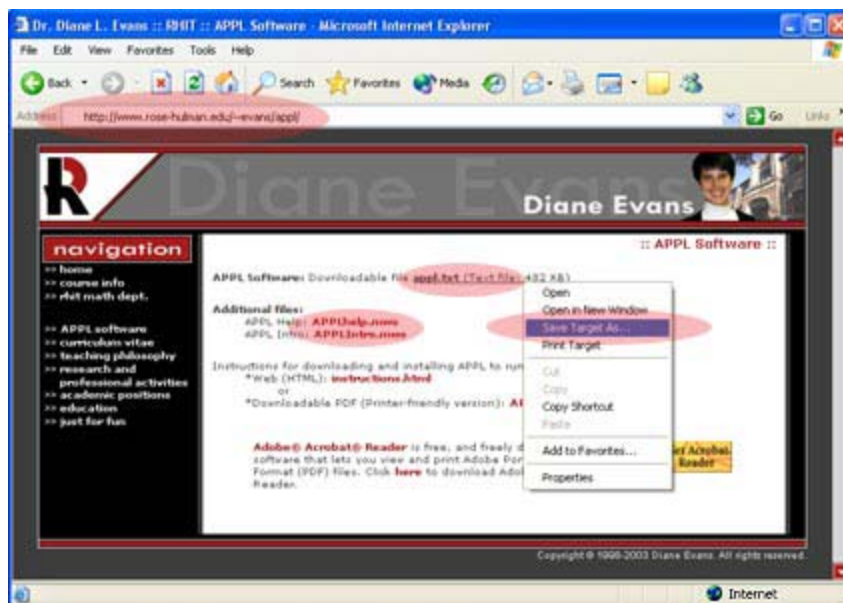 Dr. Diane L. Evans :: RHIT :: APPL Software - Microsoft Internet Explorer
File Edit View Favorites Tools Help
Back Search Favorites Media
Address http://www.rose-hulman.edu/~evans/appl/ Go Links
R
Diane Evans
Diane Evans
:: APPL Software ::
navigation
»» home
»» course info
»» rhit math dept.
»» APPL software
»» curriculum vitae
»» teaching philosophy
»» research and
professional activities
»» academic positions
»» education
»» just for fun
APPL Software: Downloadable file appl.txt (Text file; 482 KB)
Additional files:
APPL Help: APPLhelp.mws
APPL Intro: APPLIntro.mws
Instructions for downloading and installing APPL to run
*Web (HTML): instructions.html
or
*Downloadable PDF (Printer-friendly version):
Adobe® Acrobat® Reader is free, and freely
software that lets you view and print Adobe
Format (PDF) files. Click here to download
Reader.
Open
Open in New Window
Save Target As...
Print Target
Cut
Copy
Copy Shortcut
Paste
Add to Favorites...
Properties
Acrobat
Reader
Copyright © 1998-2003 Diane Evans. All rights reserved.
Internet